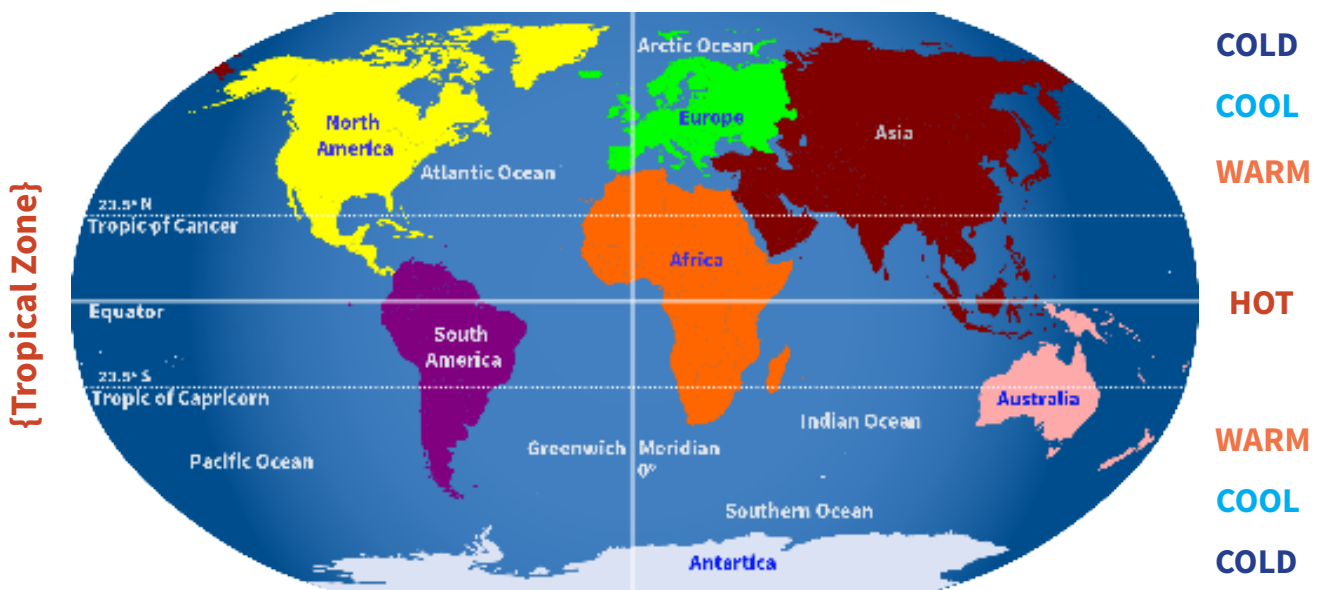 COLD
Arctic Ocean
COOL
North
America
Europe
Asia
Atlantic Ocean
WARM
{Tropical Zone}
23.5° N
Tropic of Cancer
Africa
Equator
HOT
South
America
23.5° S
Tropic of Capricorn
Australia
Indian Ocean
WARM
Greenwich Meridian
0°
Pacific Ocean
COOL
Southern Ocean
Antertica
COLD